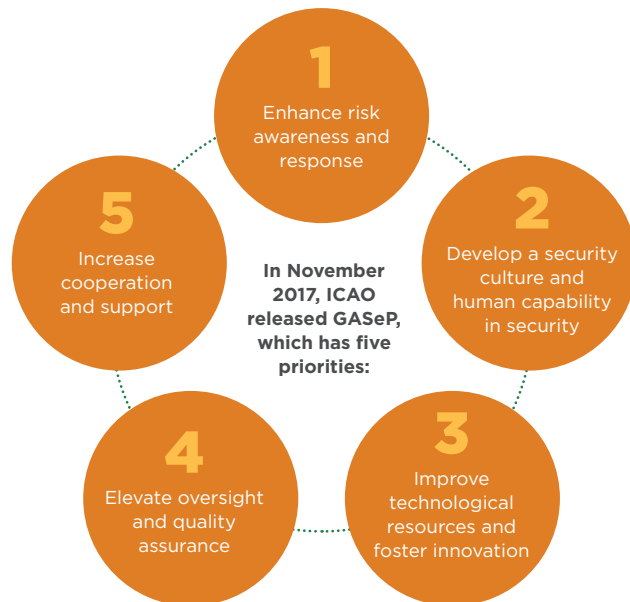 1
Enhance risk
awareness and
response
2
Develop a security
culture and
human capability
in security
3
Improve
technological
resources and
foster innovation
4
Elevate oversight
and quality
assurance
5
Increase
cooperation
and support
In November
2017, ICAO
released GASeP,
which has five
priorities: